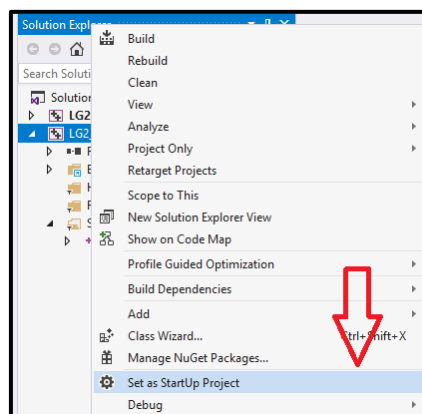 Solution Explorer
Search Soluti
Solution
LG2
LG2_
Build
Rebuild
Clean
View
Analyze
Project Only
Retarget Projects
Scope to This
New Solution Explorer View
Show on Code Map
Profile Guided Optimization
Build Dependencies
Add
Class Wizard... Ctrl+Shift+X
Manage NuGet Packages...
Set as StartUp Project
Debug